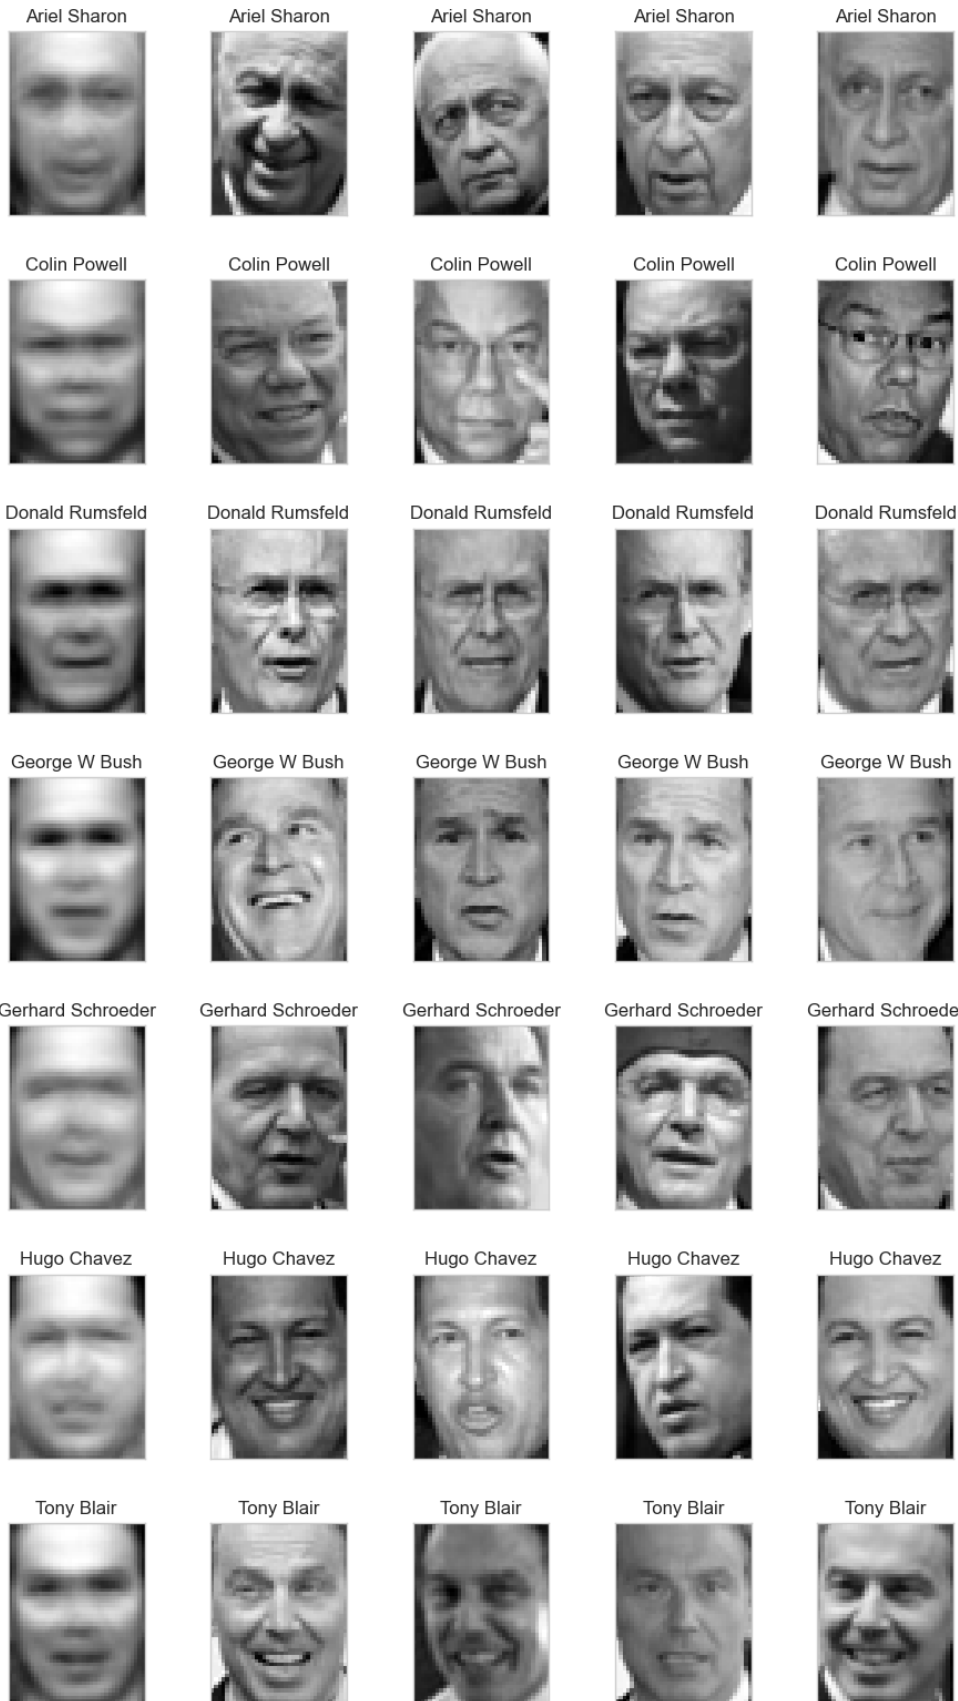 Ariel Sharon Ariel Sharon Ariel Sharon Ariel Sharon Ariel Sharon
Colin Powell Colin Powell Colin Powell Colin Powell Colin Powell
Donald Rumsfeld Donald Rumsfeld Donald Rumsfeld Donald Rumsfeld Donald Rumsfeld
George W Bush George W Bush George W Bush George W Bush George W Bush
Gerhard Schroeder Gerhard Schroeder Gerhard Schroeder Gerhard Schroeder Gerhard Schroede
Hugo Chavez Hugo Chavez Hugo Chavez Hugo Chavez Hugo Chavez
Tony Blair Tony Blair Tony Blair Tony Blair Tony Blair